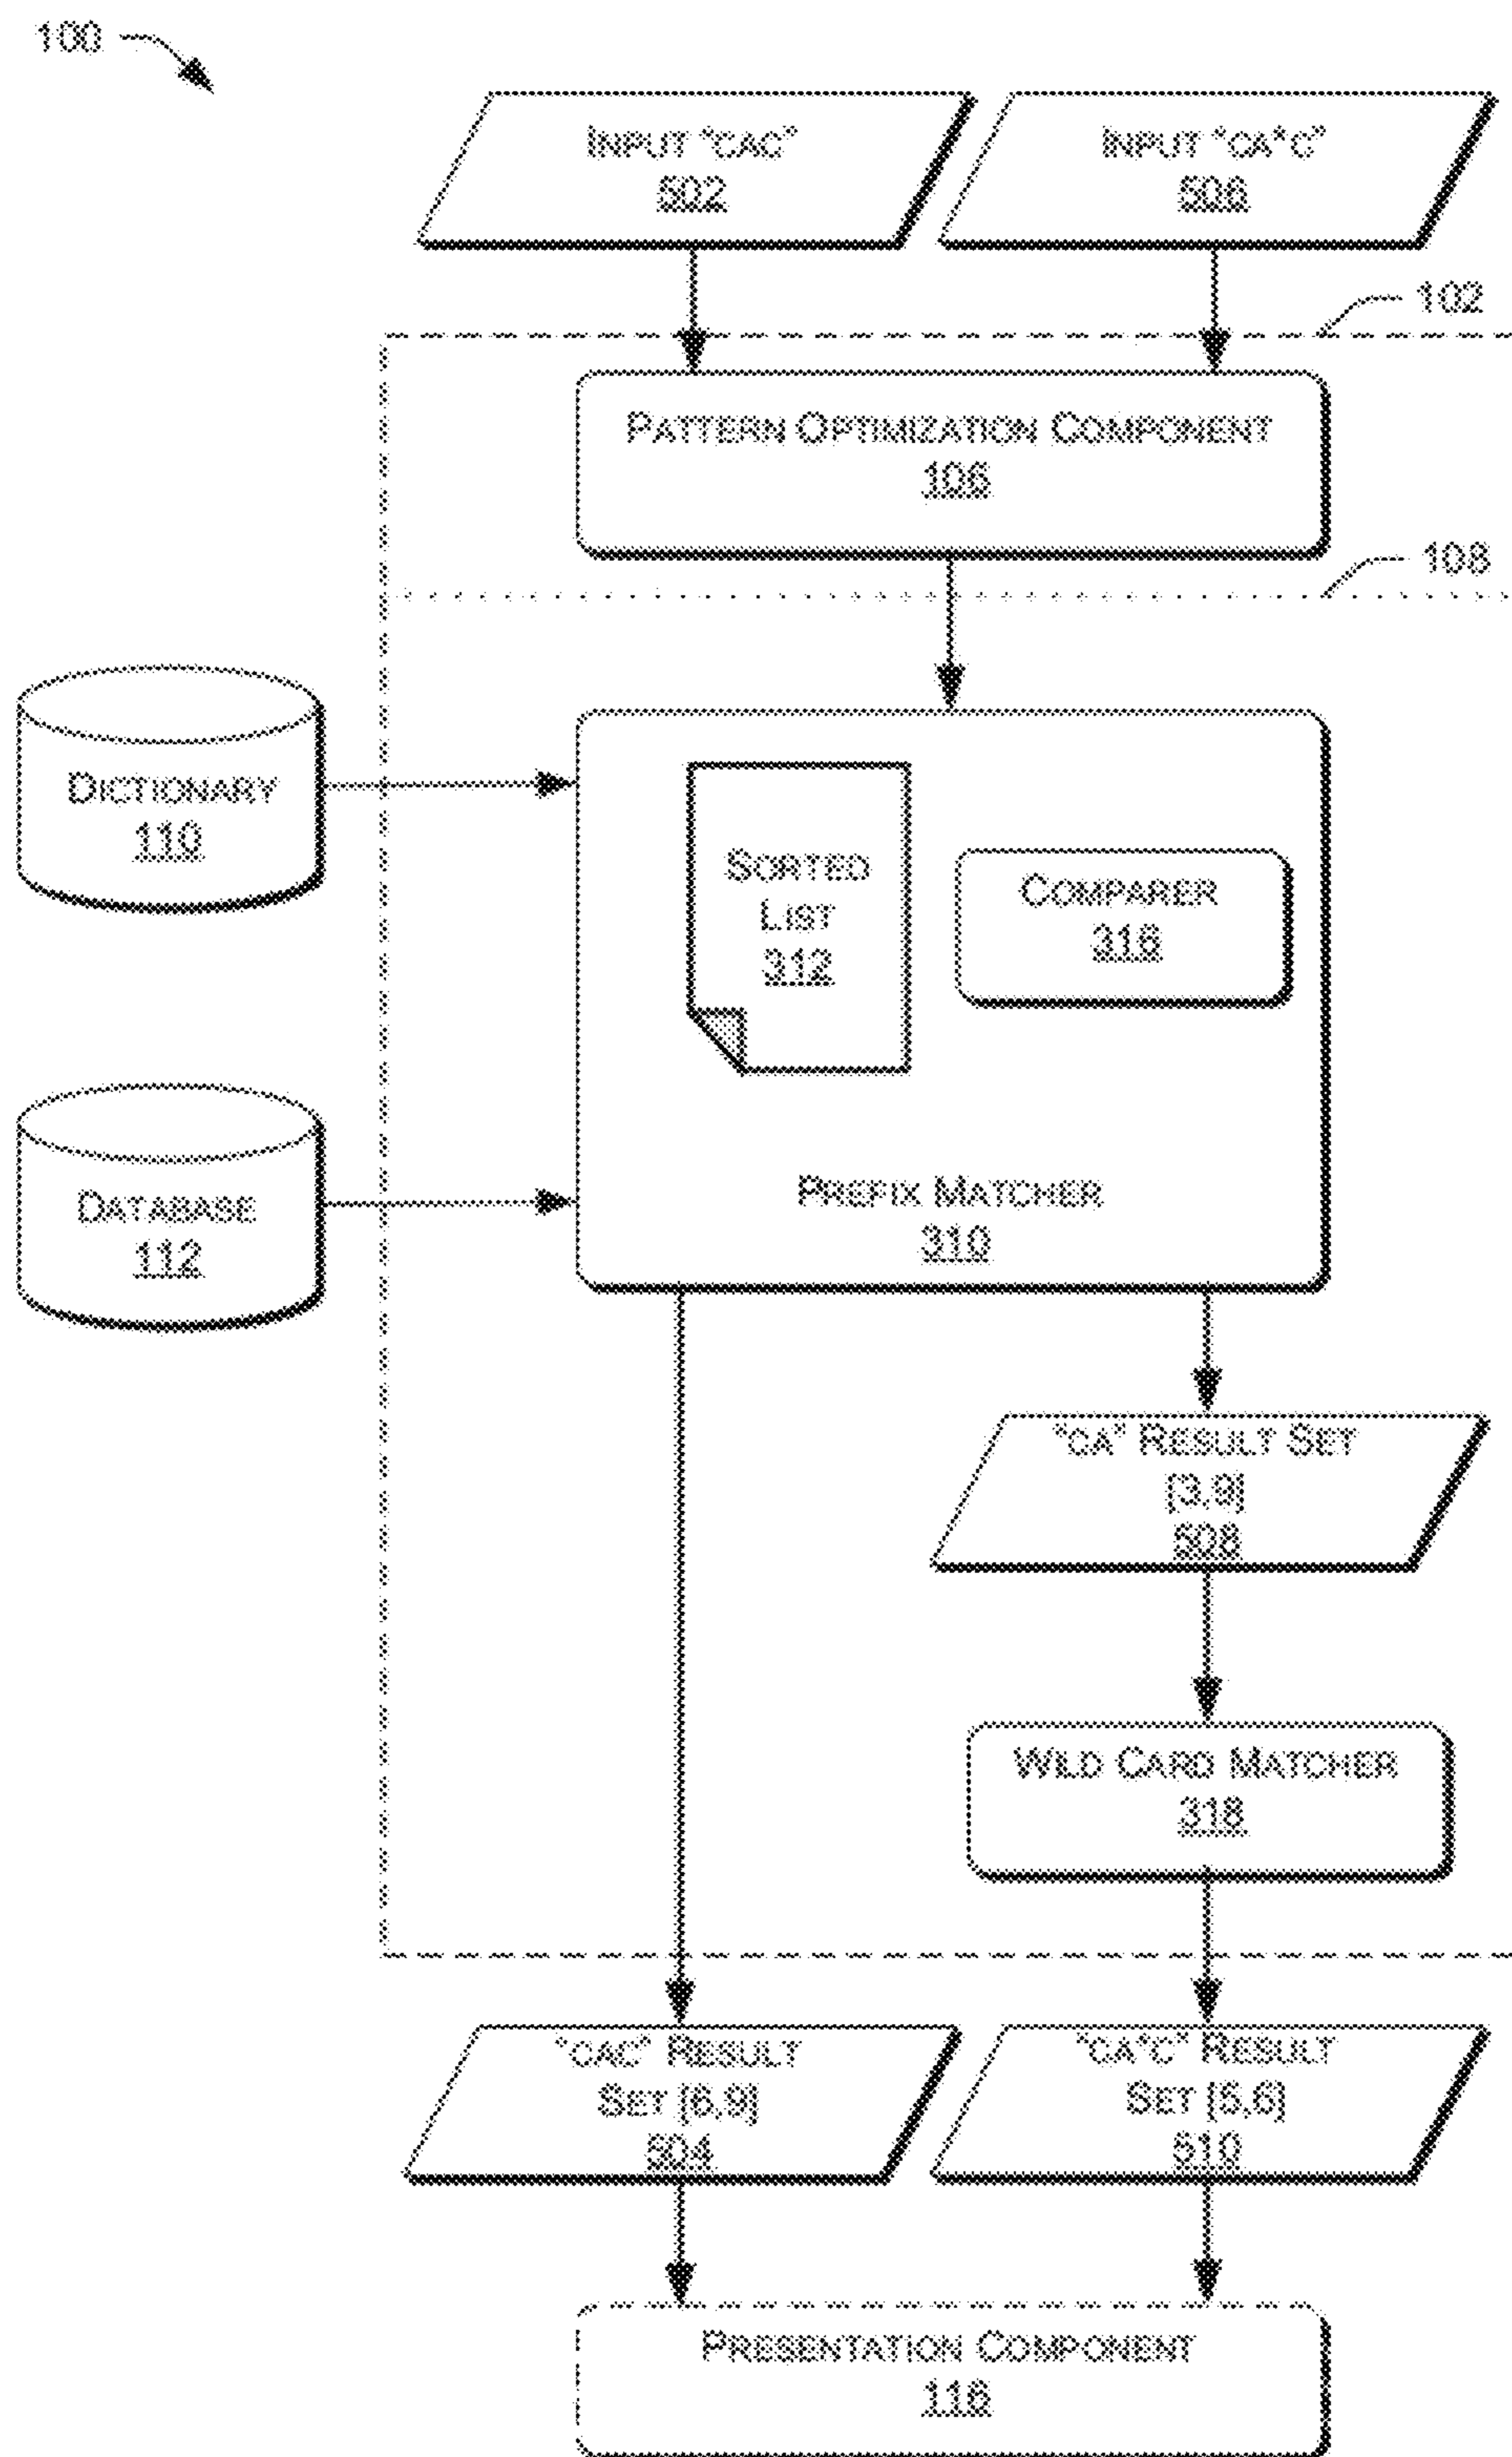 100
INPUT "CAC"
502
INPUT "CA*C"
506
102
PATTERN OPTIMIZATION COMPONENT
106
108
DICTIONARY
110
SORTED
LIST
312
COMPARER
316
DATABASE
112
PREFIX MATCHER
310
"CA" RESULT SET
[3,9]
508
WILD CARD MATCHER
318
"CAC" RESULT
SET [6,9]
504
"CA*C" RESULT
SET [5,6]
510
PRESENTATION COMPONENT
116